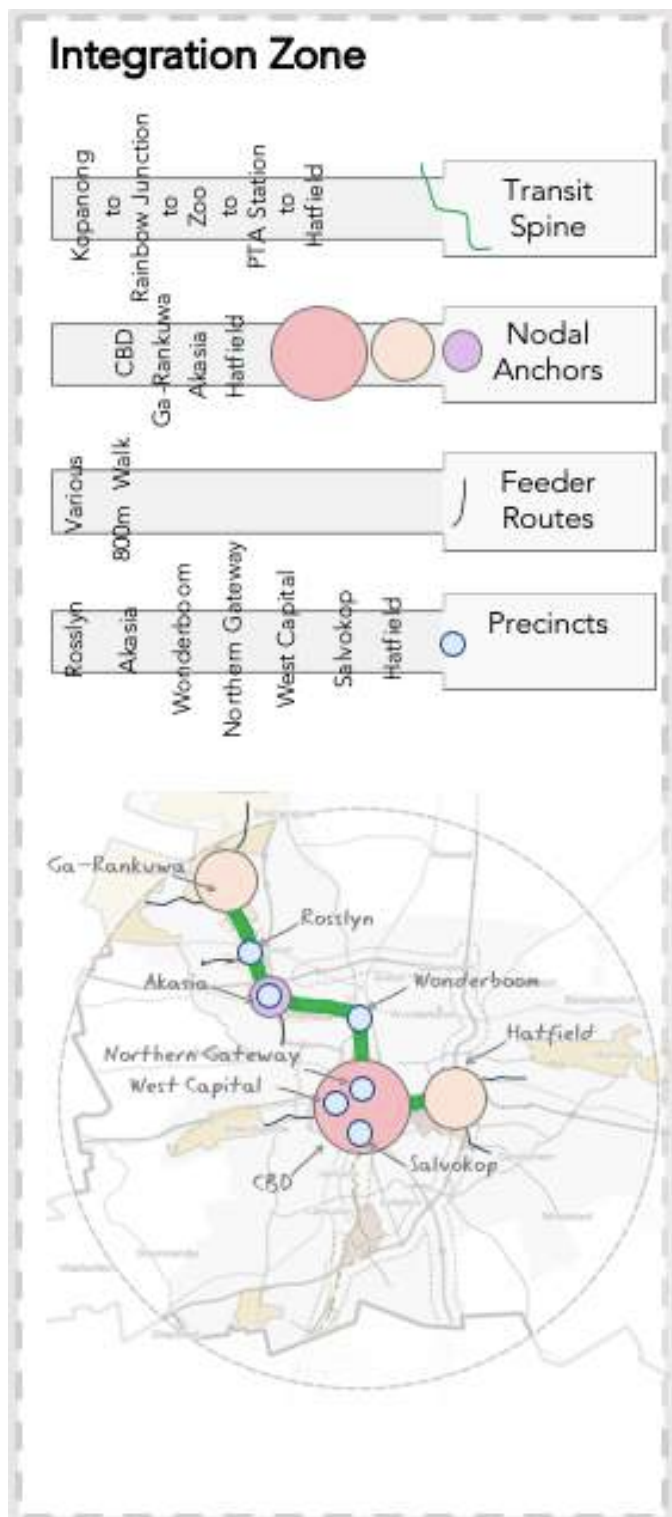 Integration Zone
Kopanong
to
Rainbow Junction
to
Zoo
to
PTA Station
to
Hatfield
Transit
Spine
CBD
Ga-Rankuwa
Akasia
Hatfield
Nodal
Anchors
Various
800m Walk
Feeder
Routes
Rosslyn
Akasia
Wonderboom
Northern Gateway
West Capital
Salvokop
Hatfield
Precincts
Ga-Rankuwa
Rosslyn
Akasia
Wonderboom
Hatfield
Northern Gateway
West Capital
Salvokop
CBD